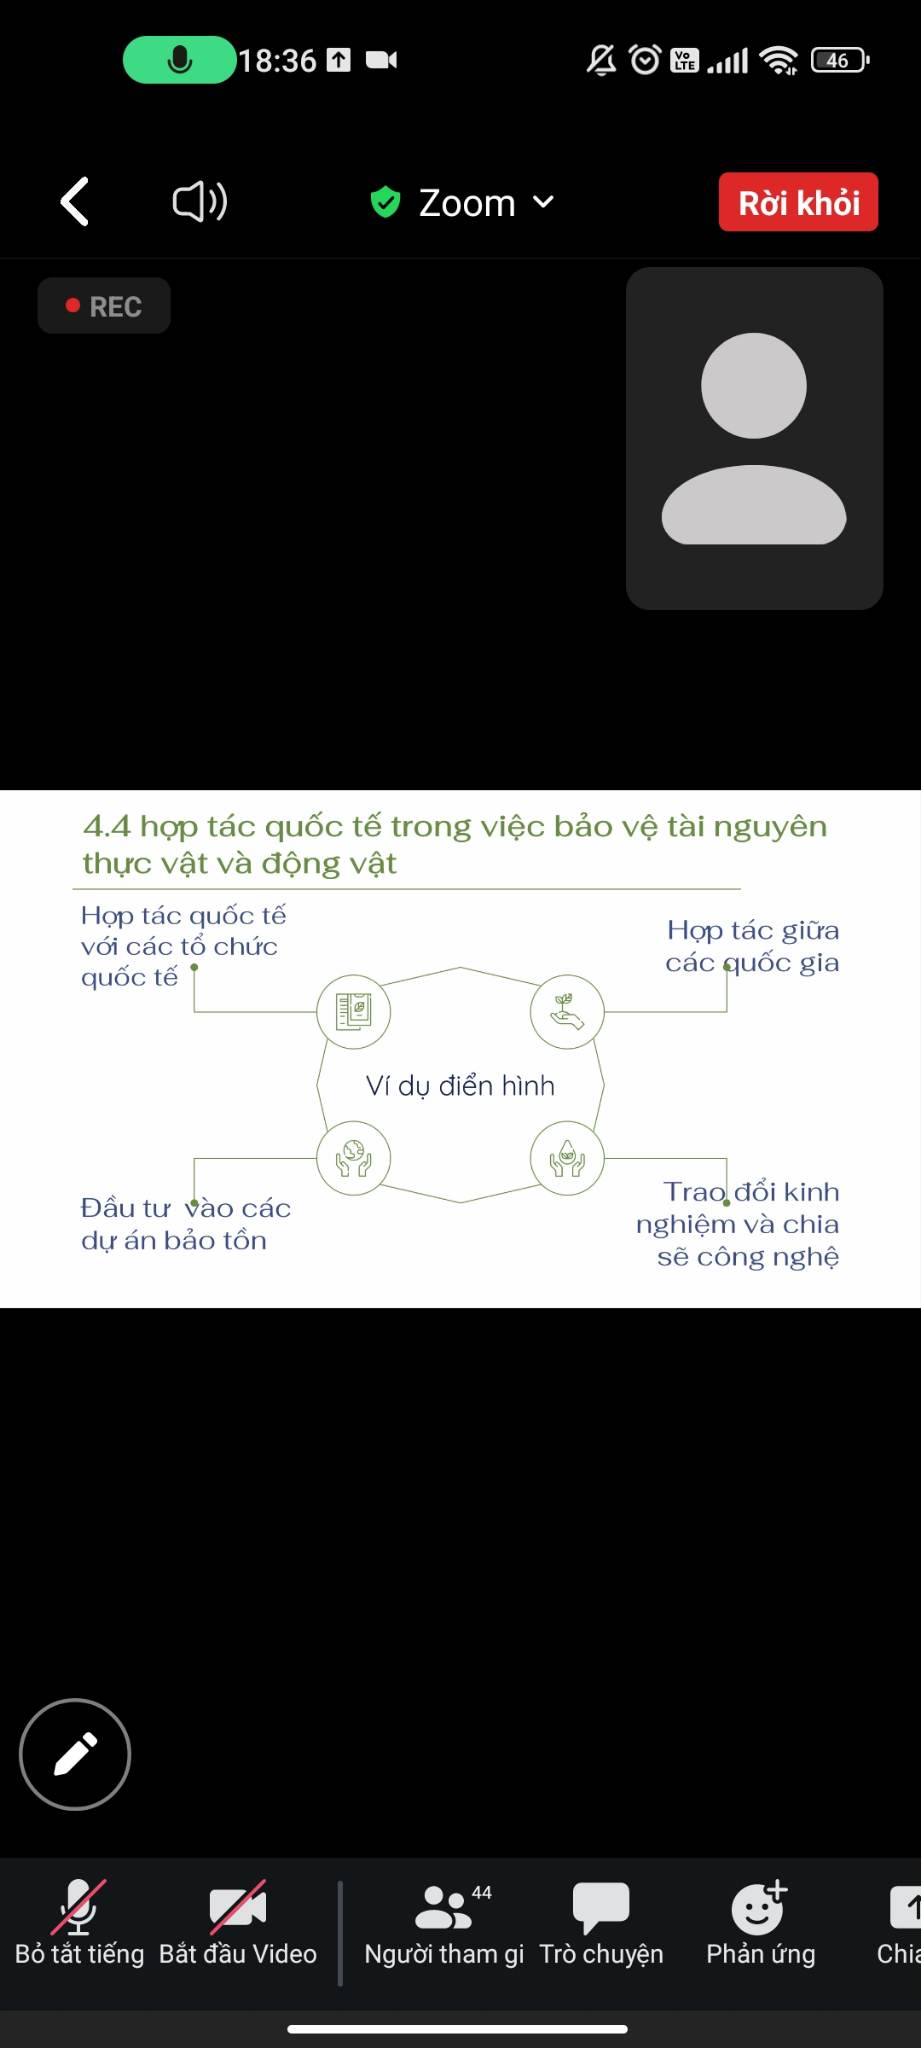 18:36
Vo
LTE
46
Zoom
Rời khỏi
REC
4.4 hợp tác quốc tế trong việc bảo vệ tài nguyên
thực vật và động vật
Hợp tác quốc tế
với các tổ chức
quốc tế
Hợp tác giữa
các quốc gia
Ví dụ điển hình
Đầu tư vào các
dự án bảo tồn
Trao đổi kinh
nghiệm và chia
sẽ công nghệ
44
Bỏ tắt tiếng
Bắt đầu Video
Người tham gi
Trò chuyện
Phản ứng
Chia